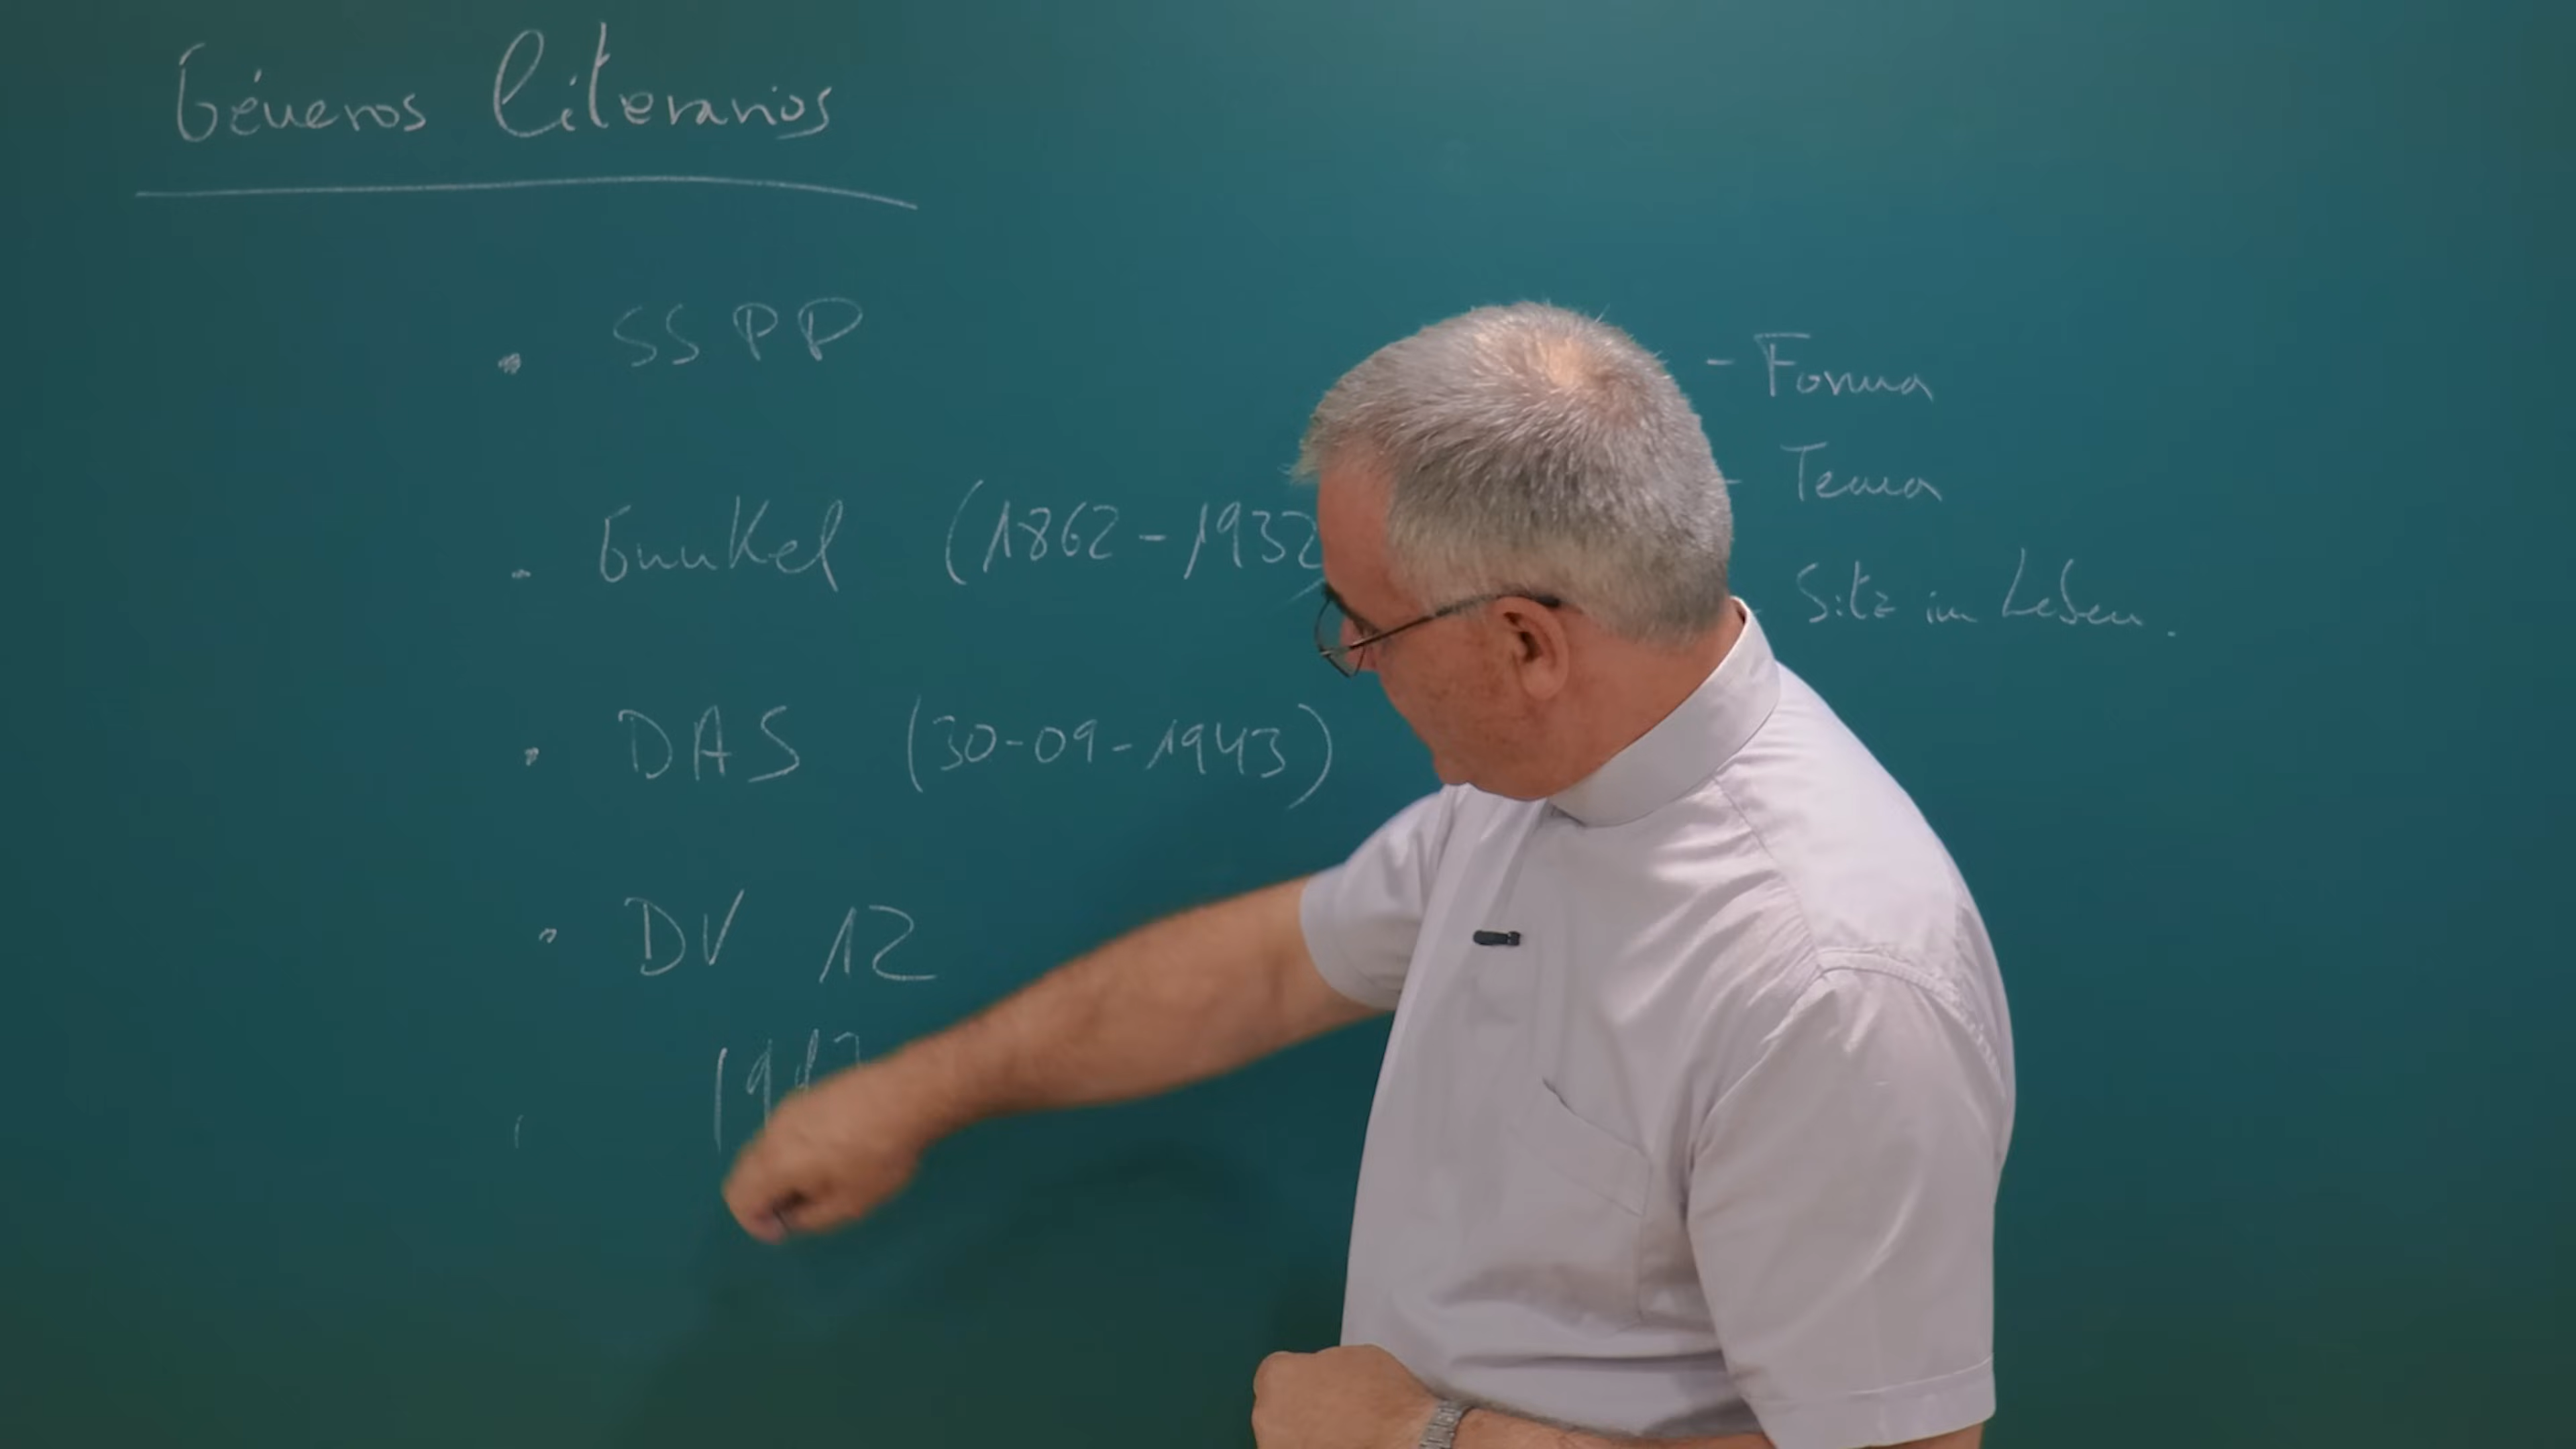 Géneros literarios
• SSPP
- Gunkel (1862-1932)
• DAS (30-09-1943)
• DV 12
- Forma
- Tema
- Sitz im Leben.